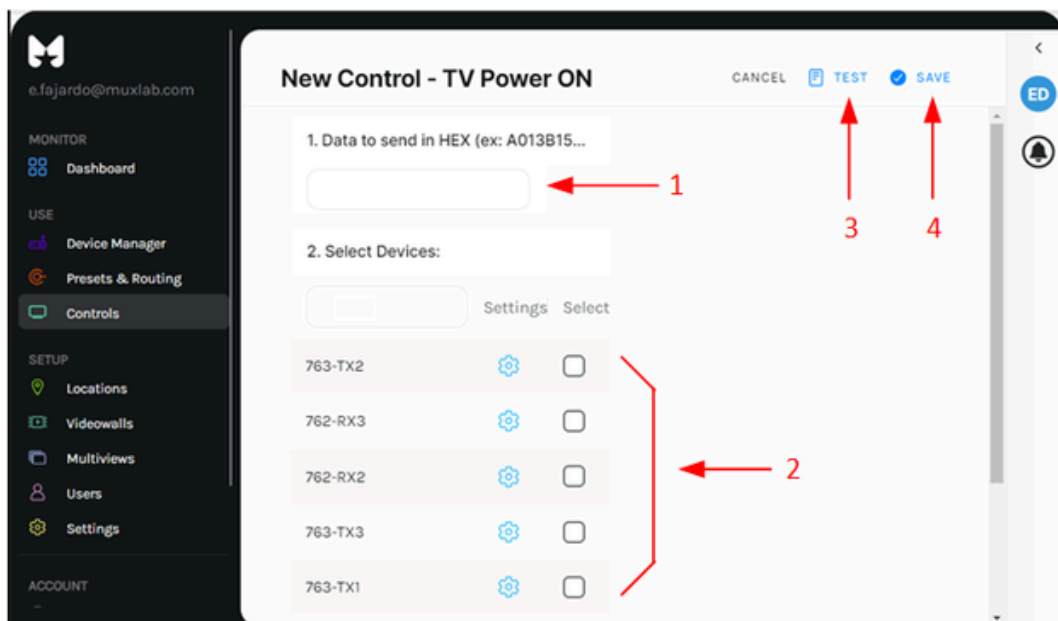 e.fajardo@muxlab.com
MONITOR
Dashboard
USE
Device Manager
Presets & Routing
Controls
SETUP
Locations
Videowalls
Multiviews
Users
Settings
ACCOUNT
New Control - TV Power ON
CANCEL TEST SAVE
ED
1. Data to send in HEX (ex: A013B15...
1
3 4
2. Select Devices:
Settings Select
763-TX2
762-RX3
762-RX2
2
763-TX3
763-TX1